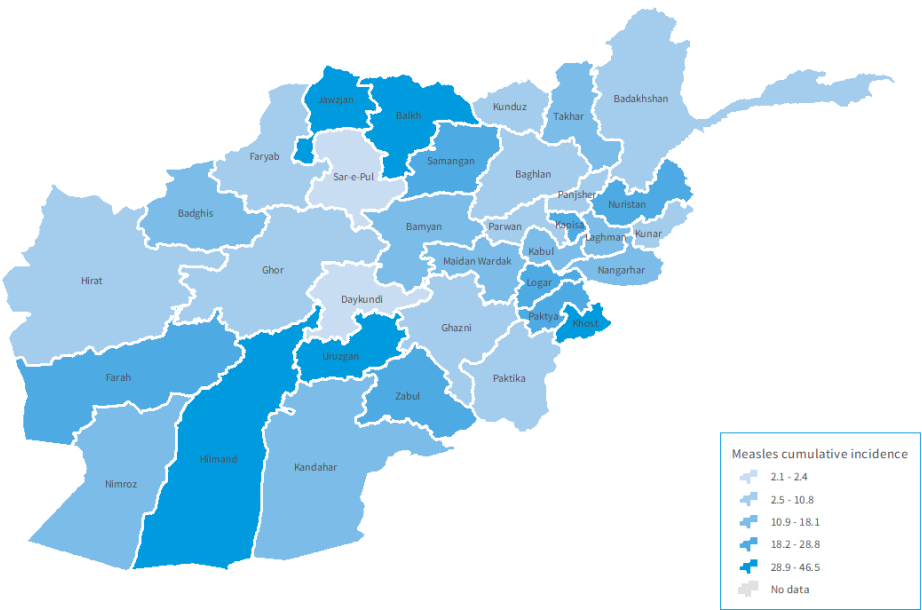 Jawzjan
Balkh
Kunduz
Badakhshan
Takhar
Faryab
Samangan
Sar-e-Pul
Baghlan
Panjsher
Nuristan
Badghis
Bamyan
Parwan
Kapisa
Laghman
Kunar
Kabul
Maidan Wardak
Ghor
Nangarhar
Hirat
Logar
Daykundi
Paktya
Khost
Ghazni
Uruzgan
Farah
Paktika
Zabul
Hilmand
Kandahar
Nimroz
Measles cumulative incidence
2.1 - 2.4
2.5 - 10.8
10.9 - 18.1
18.2 - 28.8
28.9 - 46.5
No data